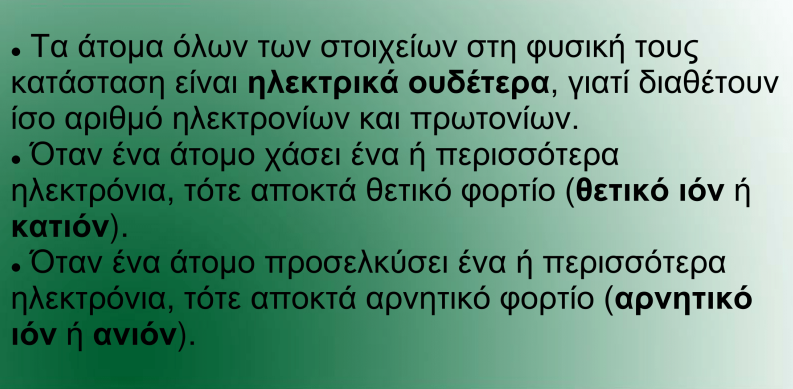 • Τα άτομα όλων των στοιχείων στη φυσική τους
κατάσταση είναι ηλεκτρικά ουδέτερα, γιατί διαθέτουν
ίσο αριθμό ηλεκτρονίων και πρωτονίων.
• Όταν ένα άτομο χάσει ένα ή περισσότερα
ηλεκτρόνια, τότε αποκτά θετικό φορτίο (θετικό ιόν ή
κατιόν).
• Όταν ένα άτομο προσελκύσει ένα ή περισσότερα
ηλεκτρόνια, τότε αποκτά αρνητικό φορτίο (αρνητικό
ιόν ή ανιόν).